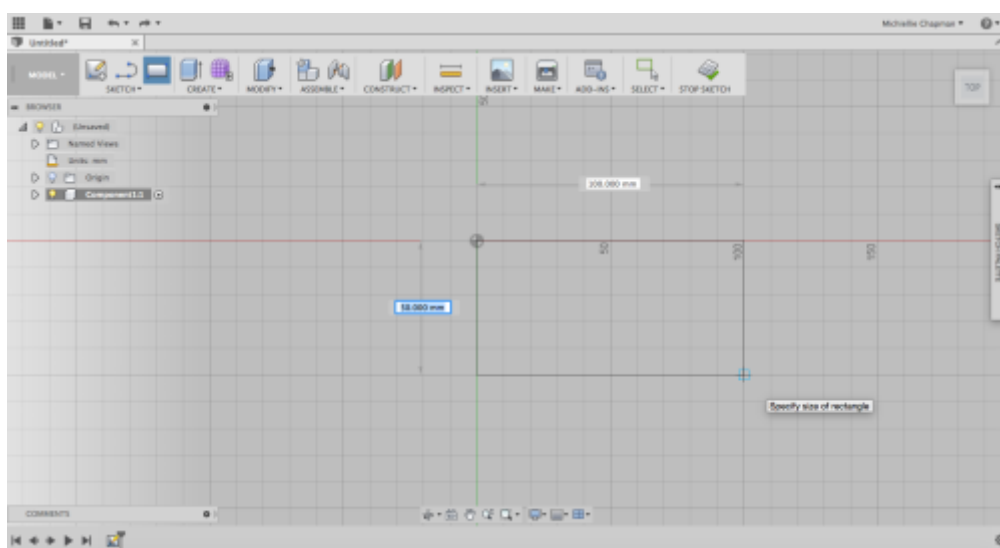 Michiellie Chapman
Untitled*
MODEL
SKETCH
CREATE
MODIFY
ASSEMBLE
CONSTRUCT
INSPECT
INSERT
MAKE
ADD-INS
SELECT
STOP SKETCH
TOP
BROWSER
(Unsaved)
Named Views
Units: mm
Origin
Component1:1
100.000 mm
50
100
150
50.000 mm
Specify size of rectangle
COMMENTS